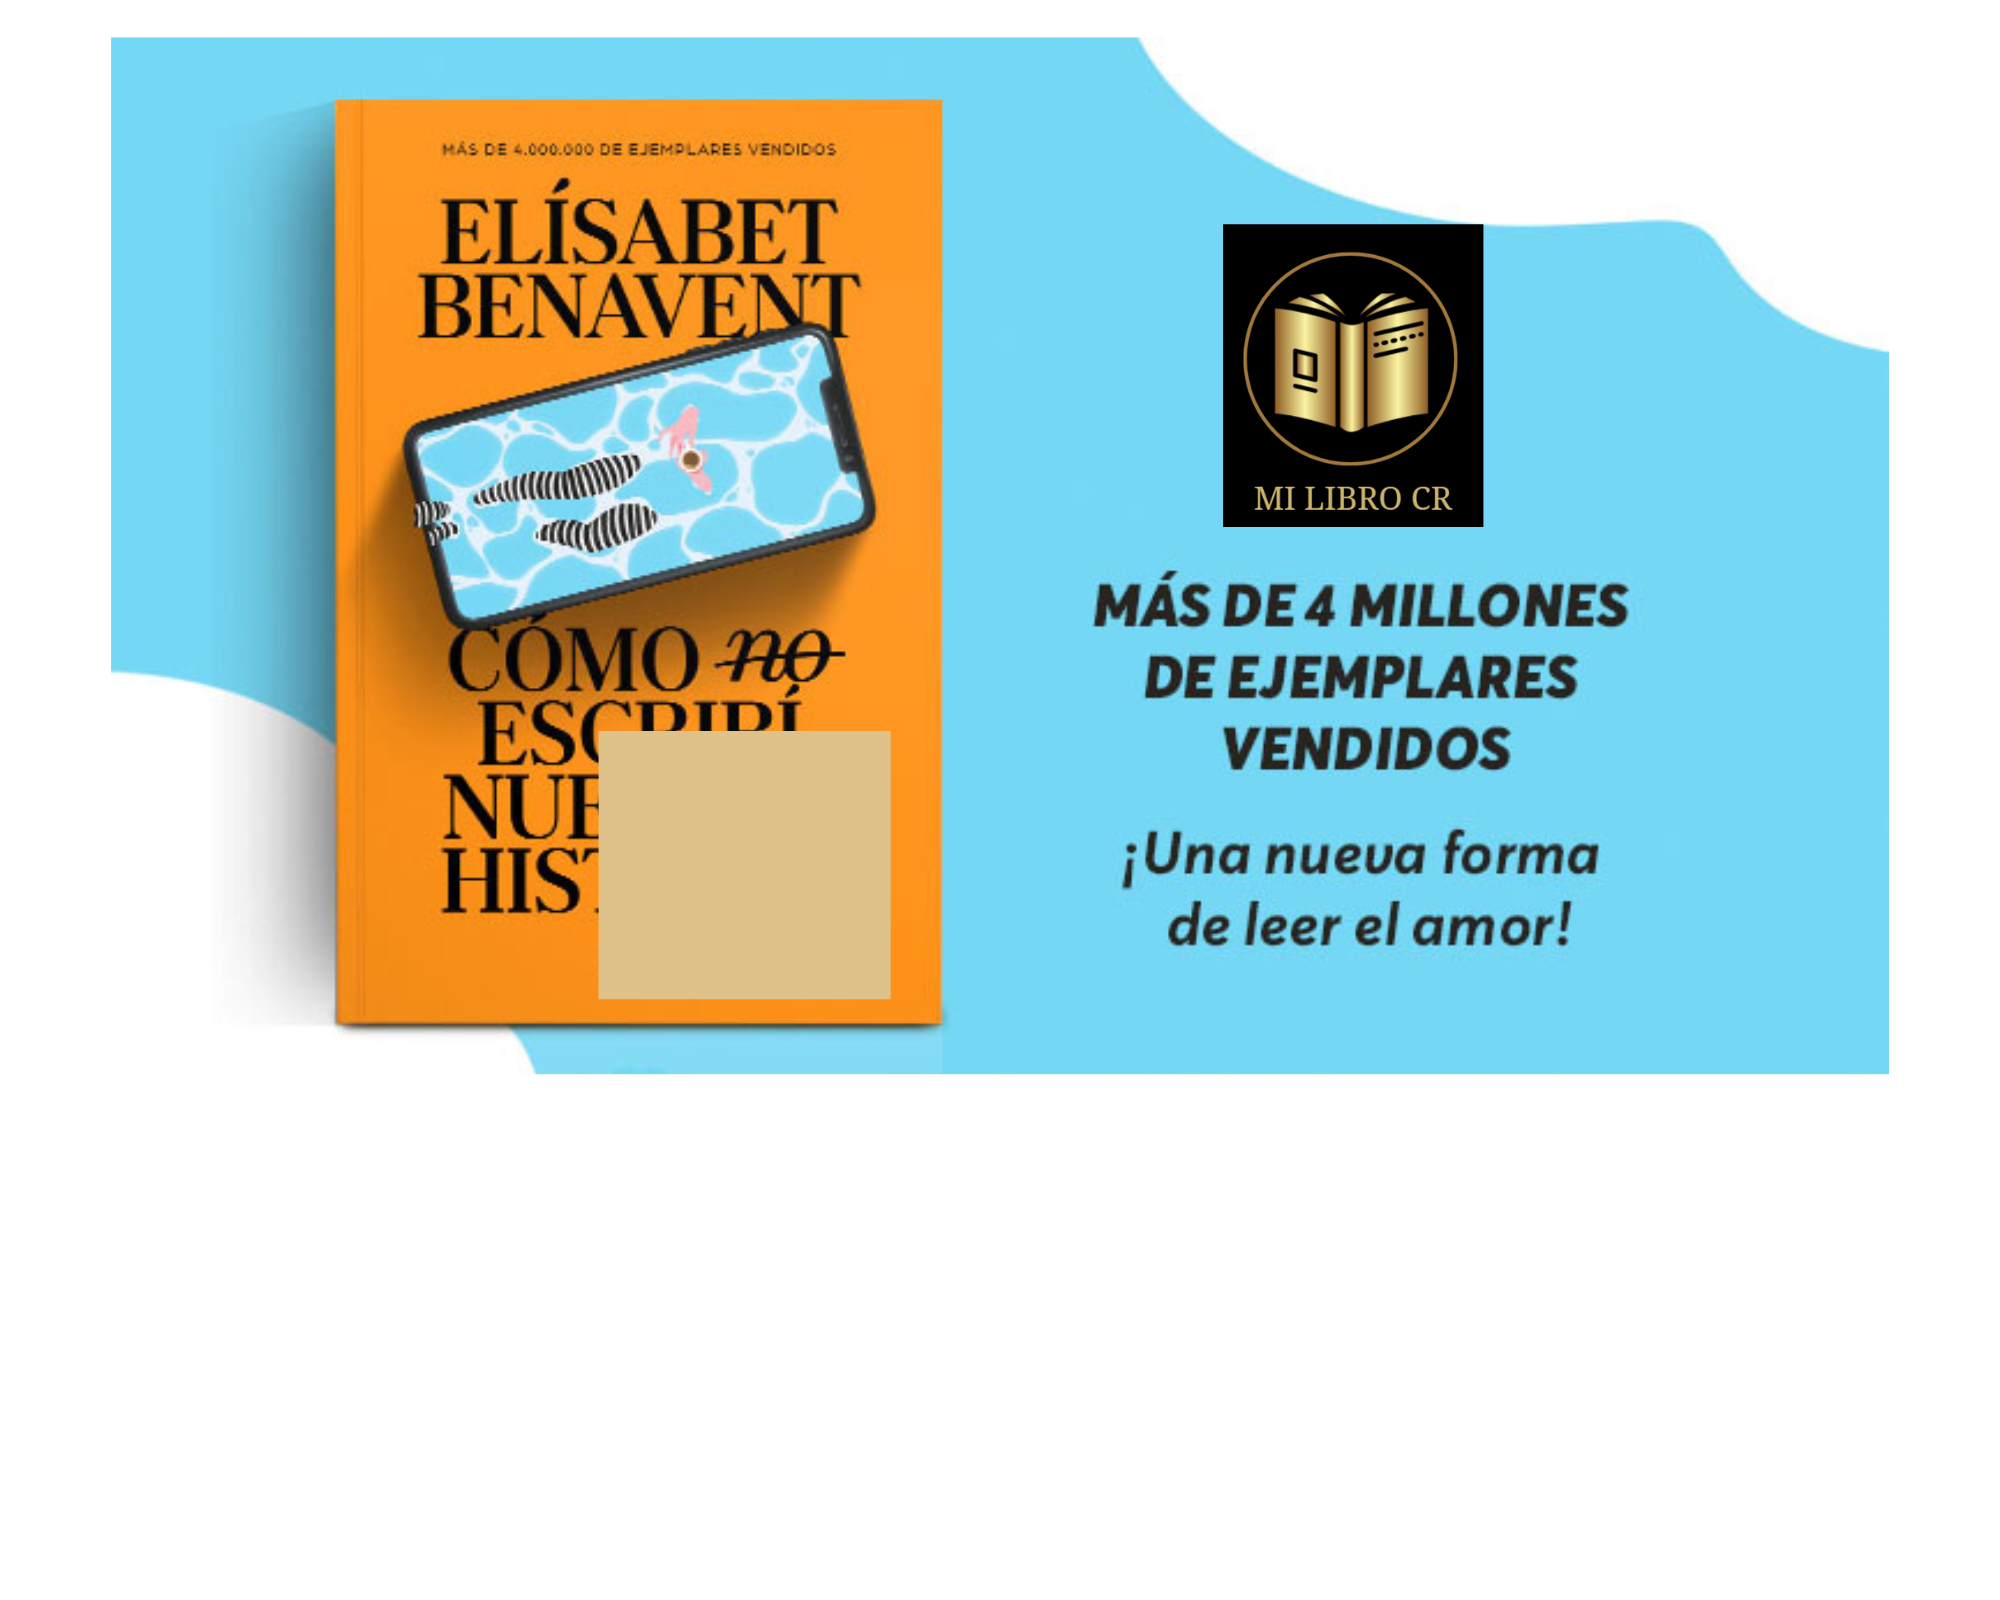 MÁS DE 4.000.000 DE EJEMPLARES VENDIDOS
ELÍSABET
BENAVENT
CÓMO no
ESCRIBÍ
MI LIBRO CR
MÁS DE 4 MILLONES
DE EJEMPLARES
VENDIDOS
¡Una nueva forma
de leer el amor!